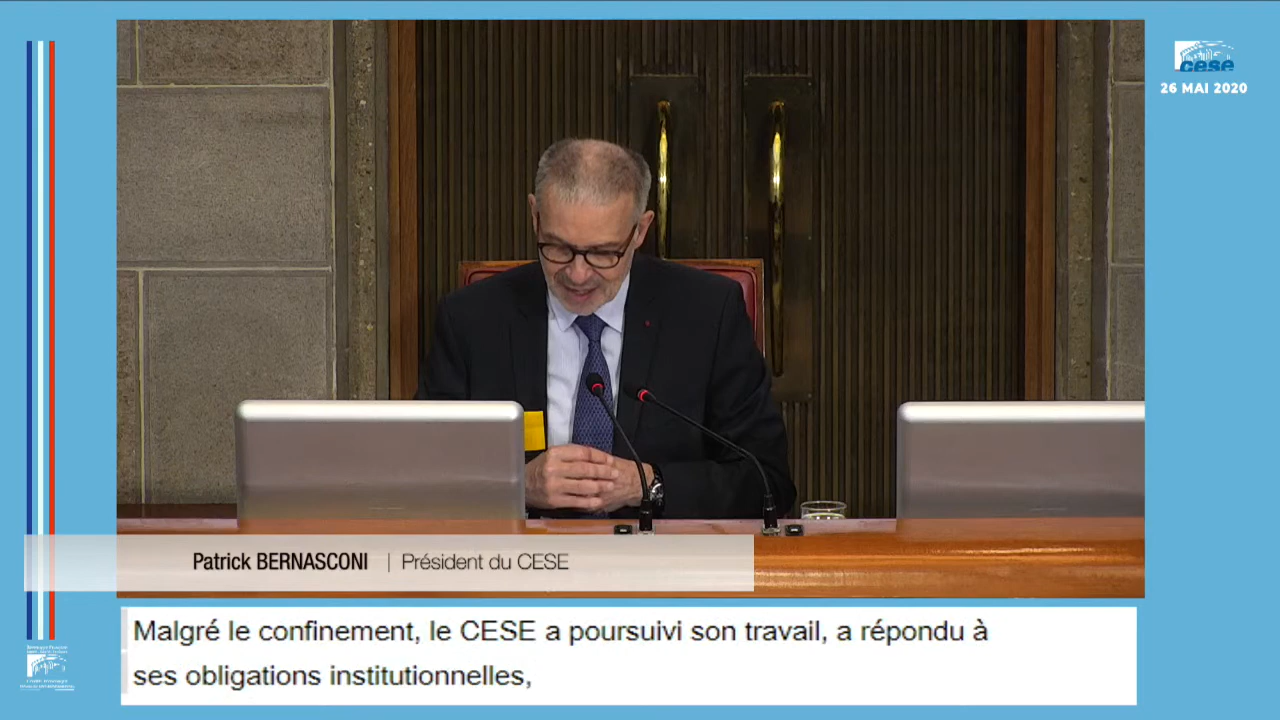 cese
26 MAI 2020
Patrick BERNASCONI | Président du CESE
Malgré le confinement, le CESE a poursuivi son travail, a répondu à
ses obligations institutionnelles,